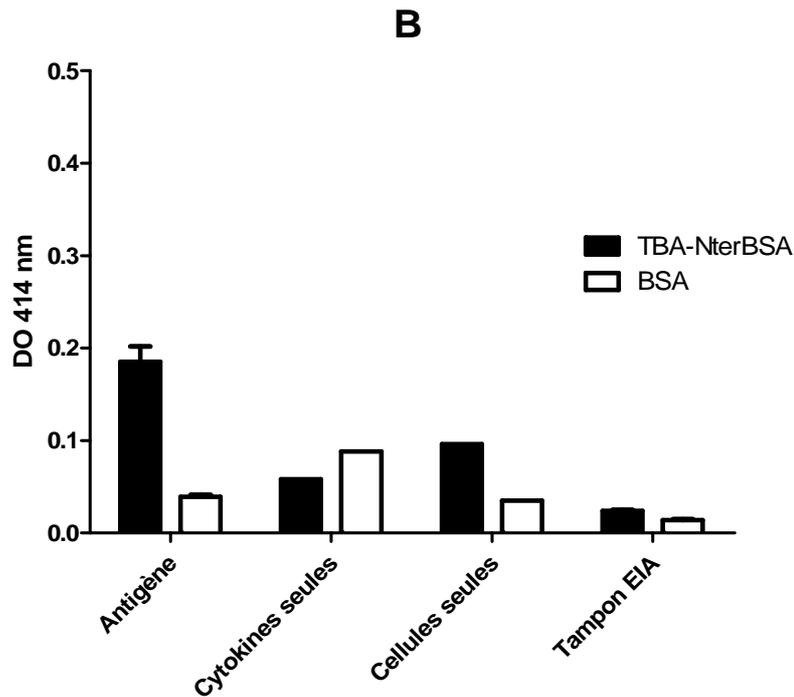 B
0.5
0.4
0.3
0.2
0.1
0.0
DO 414 nm
TBA-NterBSA
BSA
Antigène
Cytokines seules
Cellules seules
Tampon EIA